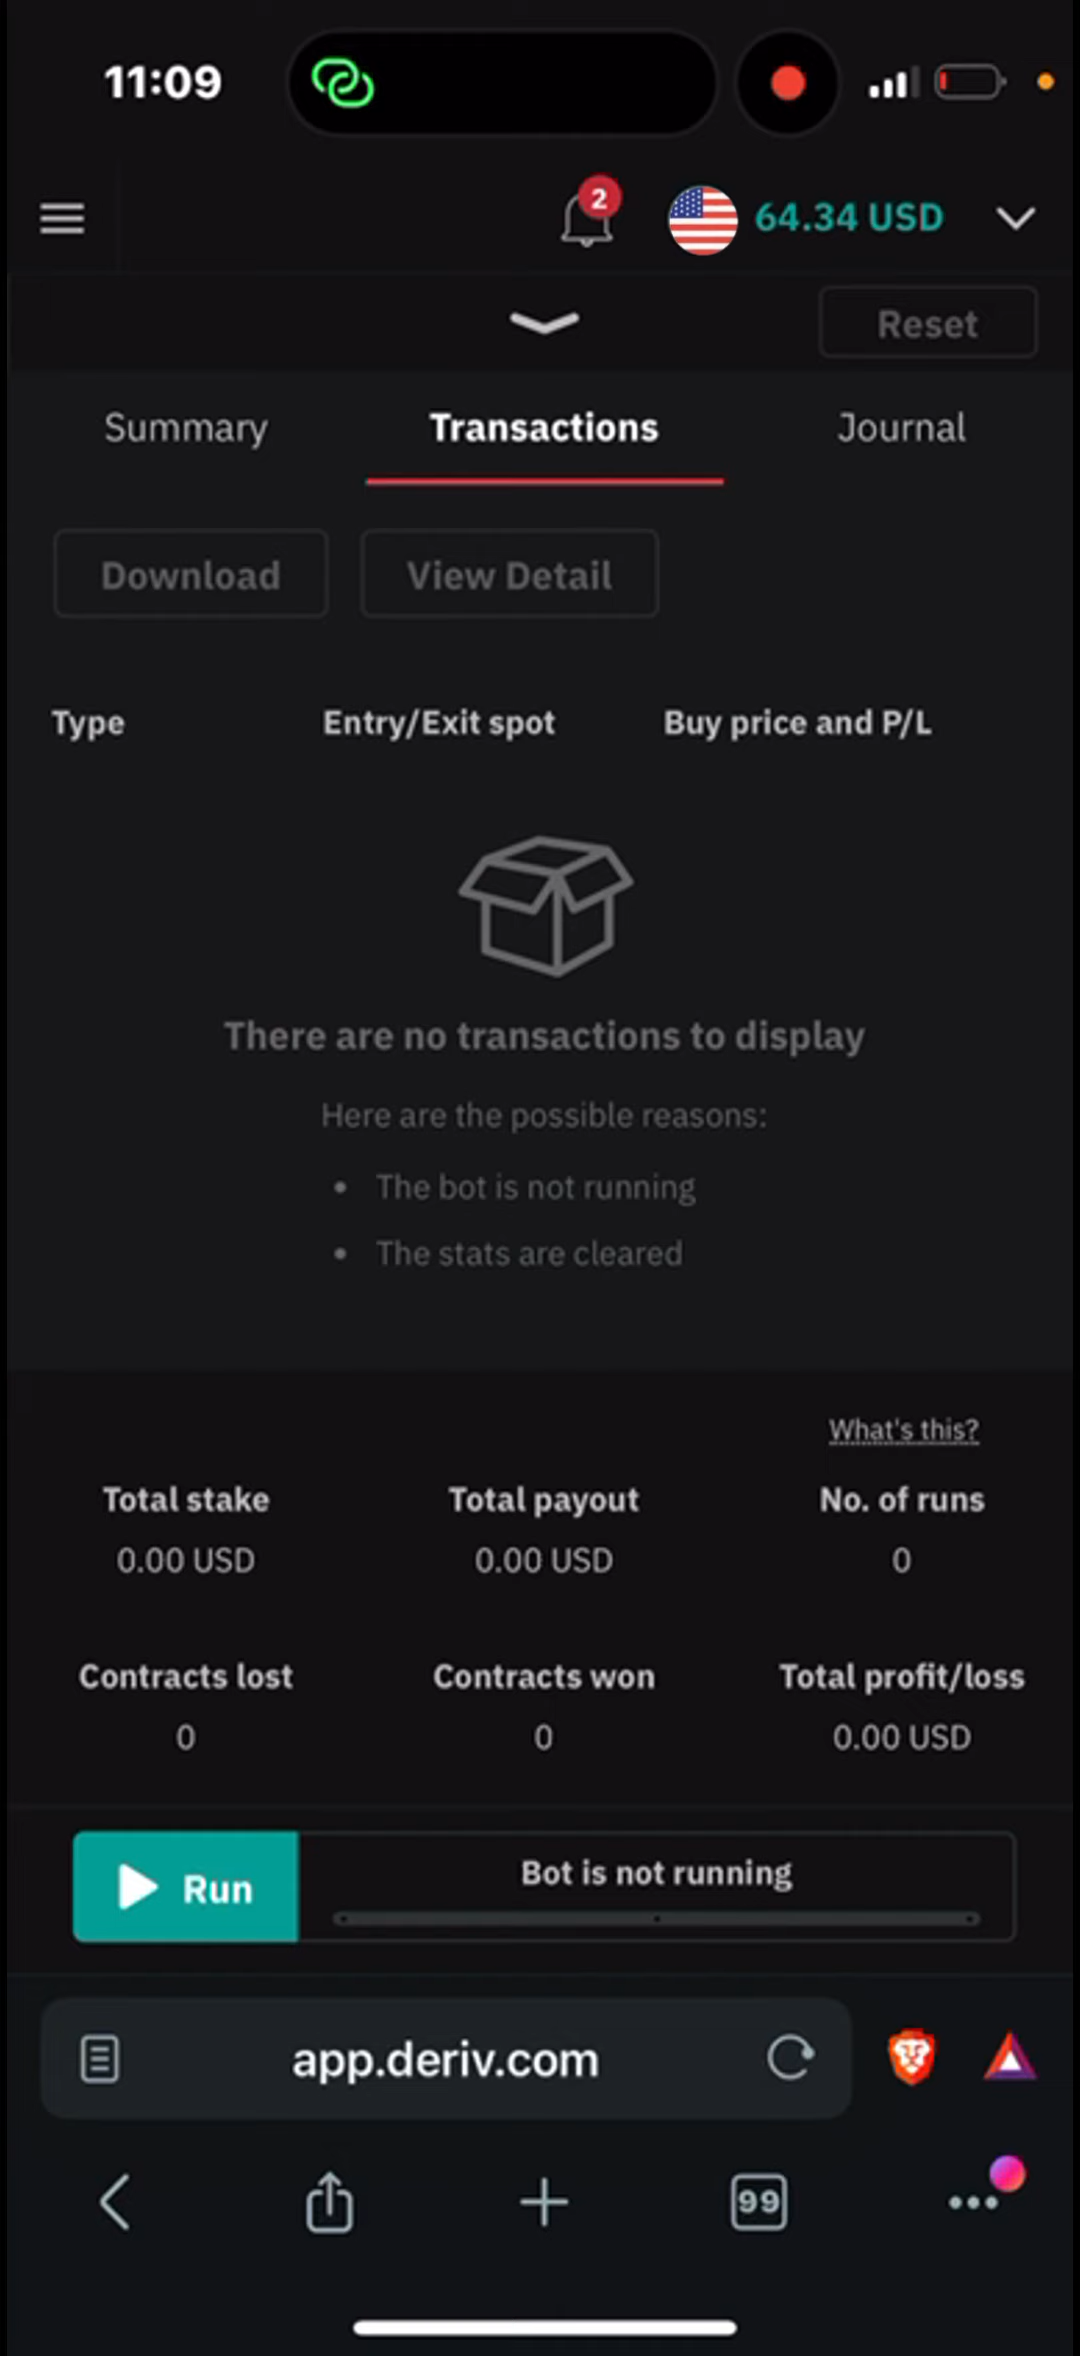 11:09
2
64.34 USD
Reset
Summary
Transactions
Journal
Download
View Detail
Type
Entry/Exit spot
Buy price and P/L
There are no transactions to display
Here are the possible reasons:
• The bot is not running
• The stats are cleared
What's this?
Total stake
Total payout
No. of runs
0.00 USD
0.00 USD
0
Contracts lost
Contracts won
Total profit/loss
0
0
0.00 USD
Run
Bot is not running
app.deriv.com
99